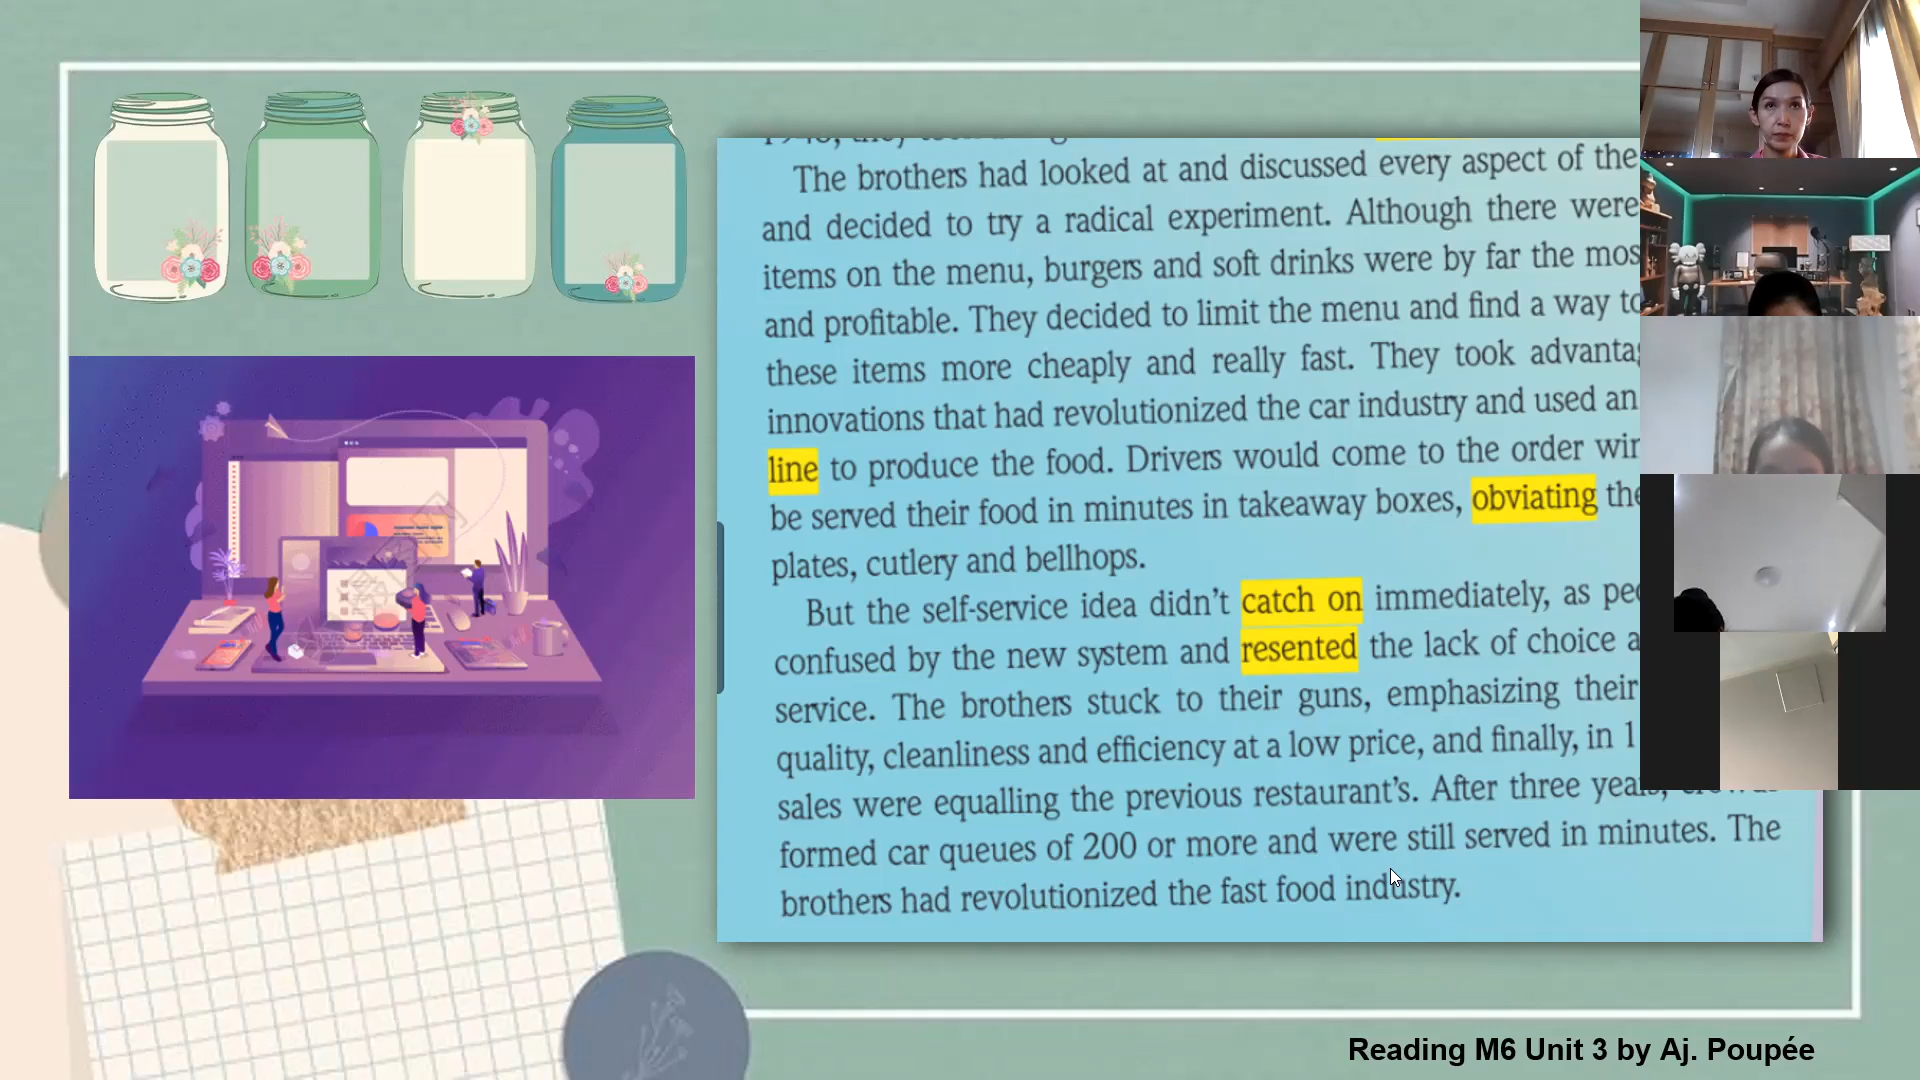 The brothers had looked at and discussed every aspect of the
and decided to try a radical experiment. Although there were
items on the menu, burgers and soft drinks were by far the mos
and profitable. They decided to limit the menu and find a way to
these items more cheaply and really fast. They took advanta
innovations that had revolutionized the car industry and used an
line to produce the food. Drivers would come to the order win
be served their food in minutes in takeaway boxes, obviating the
plates, cutlery and bellhops.
But the self-service idea didn't catch on immediately, as peo
confused by the new system and resented the lack of choice a
service. The brothers stuck to their guns, emphasizing their
quality, cleanliness and efficiency at a low price, and finally, in 1
sales were equalling the previous restaurant's. After three years,
formed car queues of 200 or more and were still served in minutes. The
brothers had revolutionized the fast food industry.
Reading M6 Unit 3 by Aj. Poupée